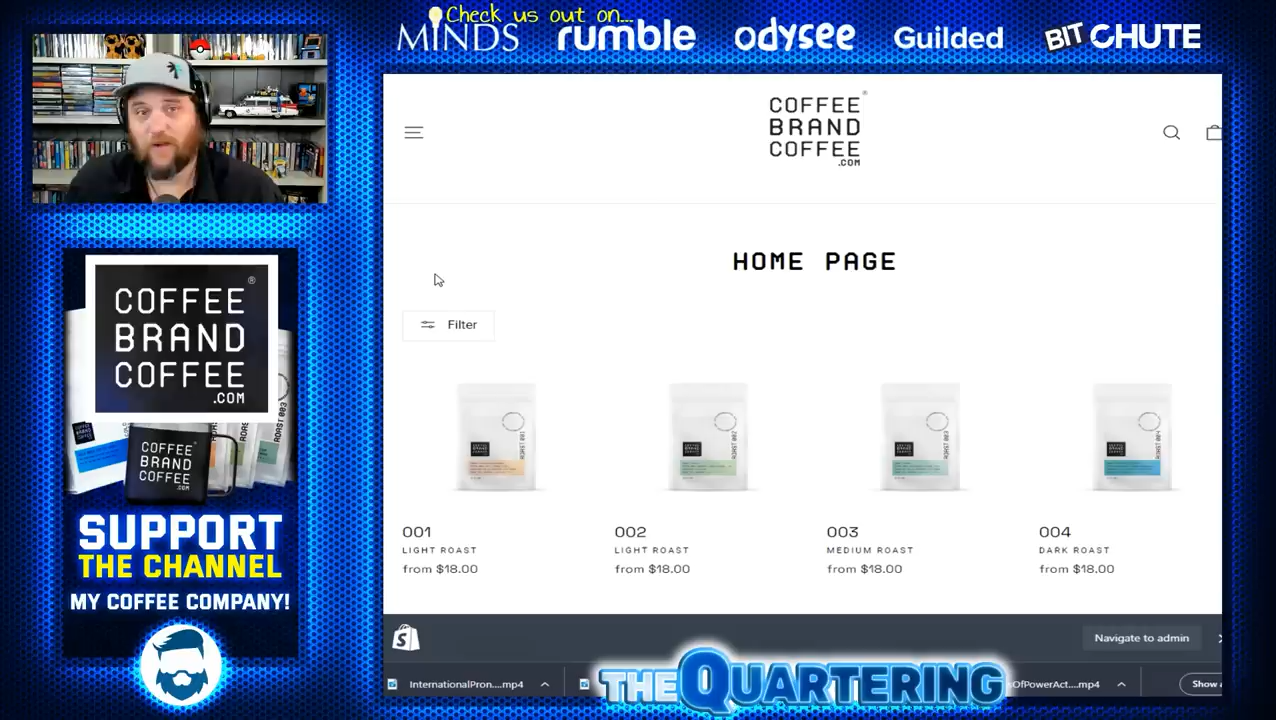 Check us out on...
MINDS
rumble
odysee
Guilded
BIT CHUTE
COFFEE
BRAND
COFFEE
.COM
HOME PAGE
Filter
001
LIGHT ROAST
from $18.00
002
LIGHT ROAST
from $18.00
003
MEDIUM ROAST
from $18.00
004
DARK ROAST
from $18.00
Navigate to admin
InternationalPron....mp4
OfPowerAct....mp4
Show
COFFEE®
BRAND
COFFEE
.COM
COFFEE
BRAND
COFFEE
.COM
SUPPORT
THE CHANNEL
MY COFFEE COMPANY!
THE QUARTERING